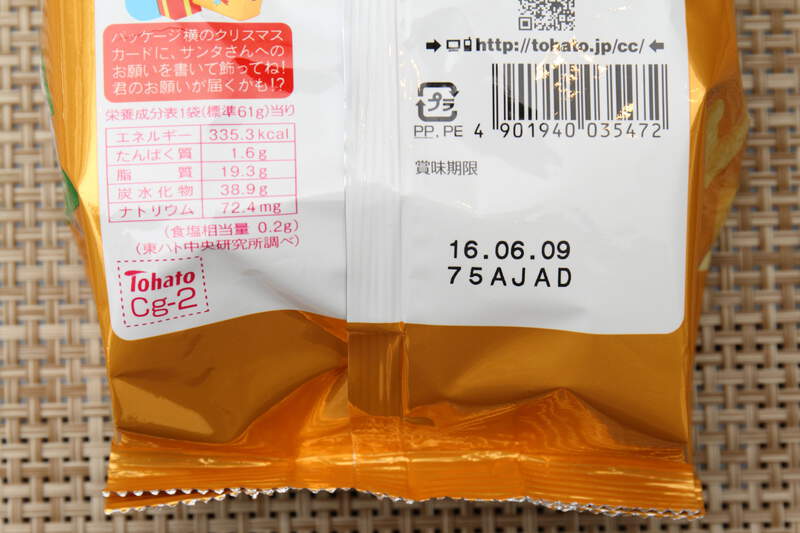 パッケージ横のクリスマス
カードに、サンタさんへの
お願いを書いて飾ってね!
君のお願いが届くかも!?
栄養成分表1袋(標準61g)当り
エネルギー 335.3kcal
たんぱく質 1.6g
脂質 19.3g
炭水化物 38.9g
ナトリウム 72.4mg
(食塩相当量 0.2g)
(東ハト中央研究所調べ)
Tohato
Cg-2
http://tohato.jp/cc/
プラ
PP, PE
4 901940 035472
賞味期限
16.06.09
75AJAD